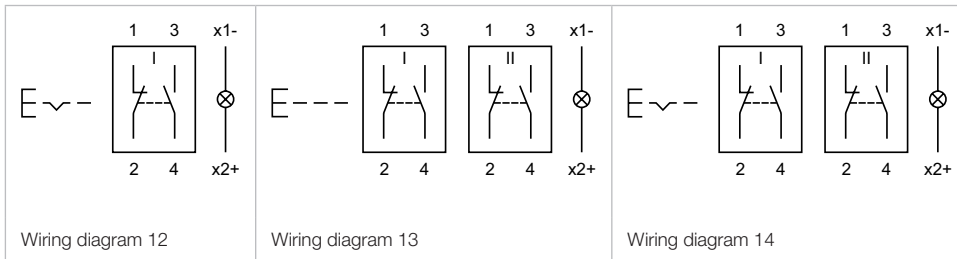 1 3 x1-
I
2 4 x2+
Wiring diagram 12
1 3 1 3 x1-
I II
2 4 2 4 x2+
Wiring diagram 13
1 3 1 3 x1-
I II
2 4 2 4 x2+
Wiring diagram 14